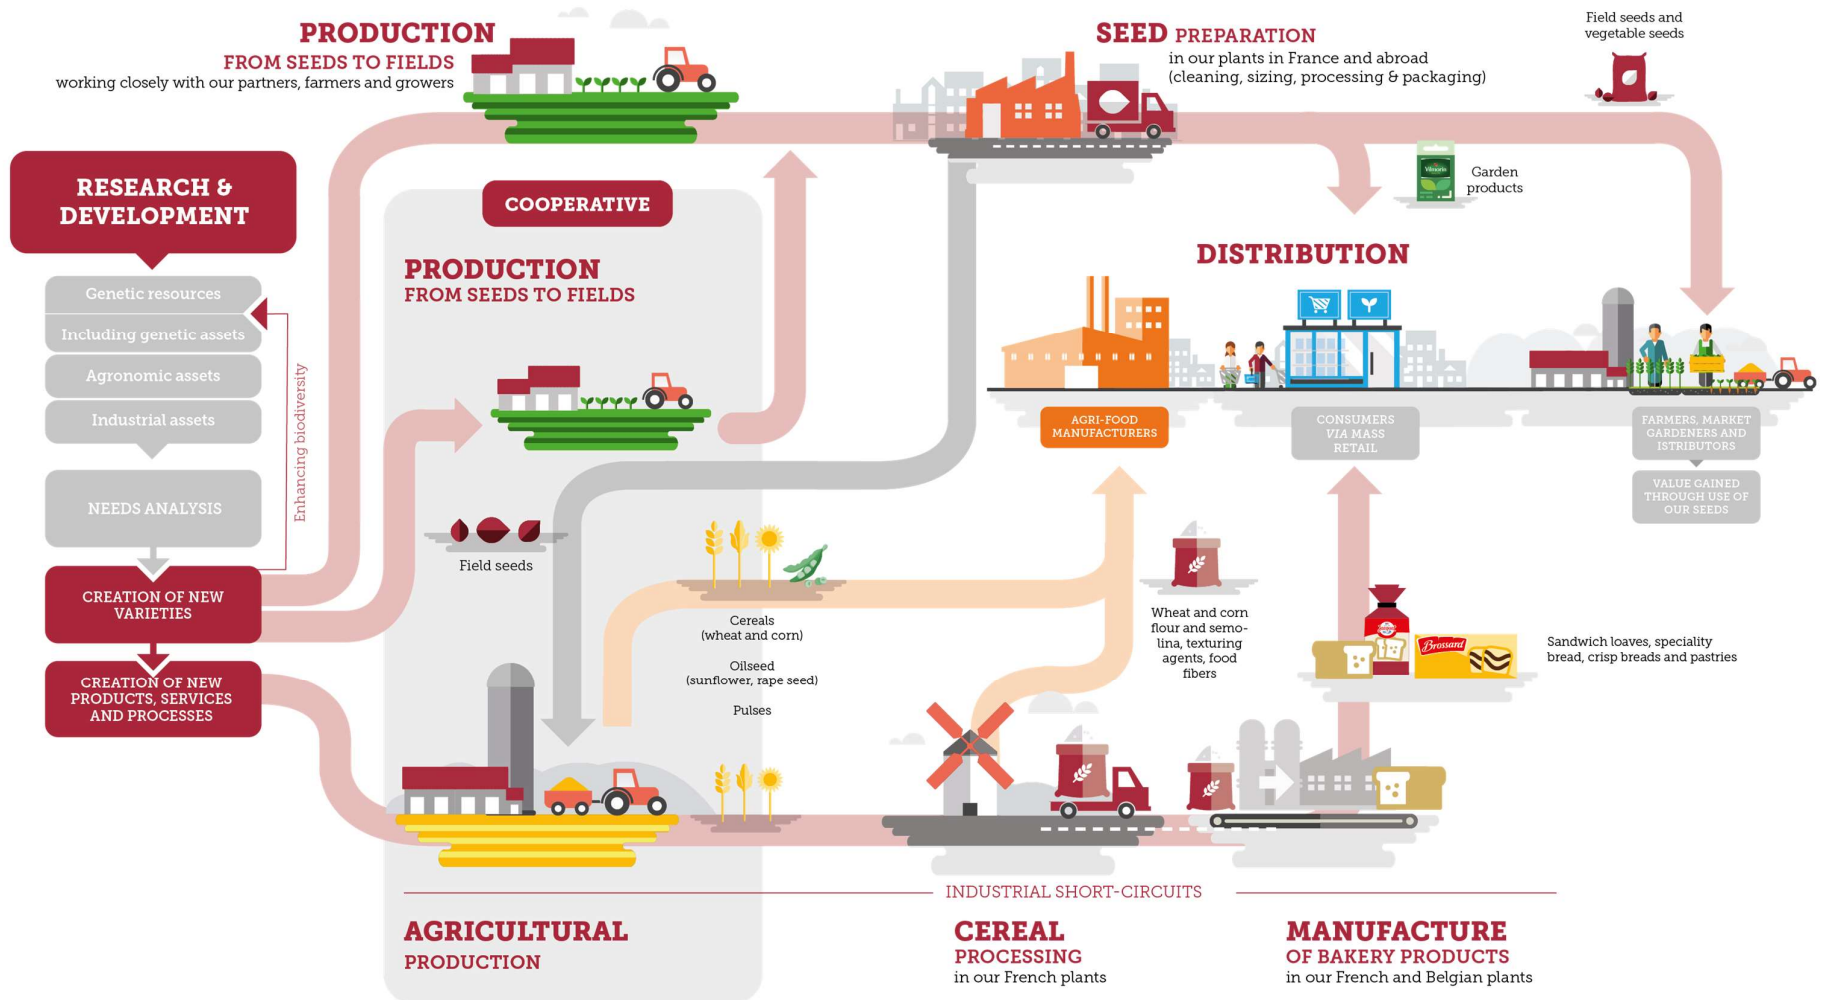 PRODUCTION
FROM SEEDS TO FIELDS
working closely with our partners, farmers and growers
SEED PREPARATION
in our plants in France and abroad
(cleaning, sizing, processing & packaging)
Field seeds and
vegetable seeds
RESEARCH &
DEVELOPMENT
Genetic resources
Including genetic assets
Agronomic assets
Industrial assets
NEEDS ANALYSIS
Enhancing biodiversity
CREATION OF NEW
VARIETIES
CREATION OF NEW
PRODUCTS, SERVICES
AND PROCESSES
COOPERATIVE
PRODUCTION
FROM SEEDS TO FIELDS
Field seeds
Cereals
(wheat and corn)
Oilseed
(sunflower, rape seed)
Pulses
Vilmorin
Garden
products
DISTRIBUTION
AGRI-FOOD
MANUFACTURERS
CONSUMERS
VIA MASS
RETAIL
FARMERS, MARKET
GARDENERS AND
ISTRIBUTORS
VALUE GAINED
THROUGH USE OF
OUR SEEDS
Wheat and corn
flour and semo-
lina, texturing
agents, food
fibers
Brossard
Sandwich loaves, speciality
bread, crisp breads and pastries
INDUSTRIAL SHORT-CIRCUITS
AGRICULTURAL
PRODUCTION
CEREAL
PROCESSING
in our French plants
MANUFACTURE
OF BAKERY PRODUCTS
in our French and Belgian plants